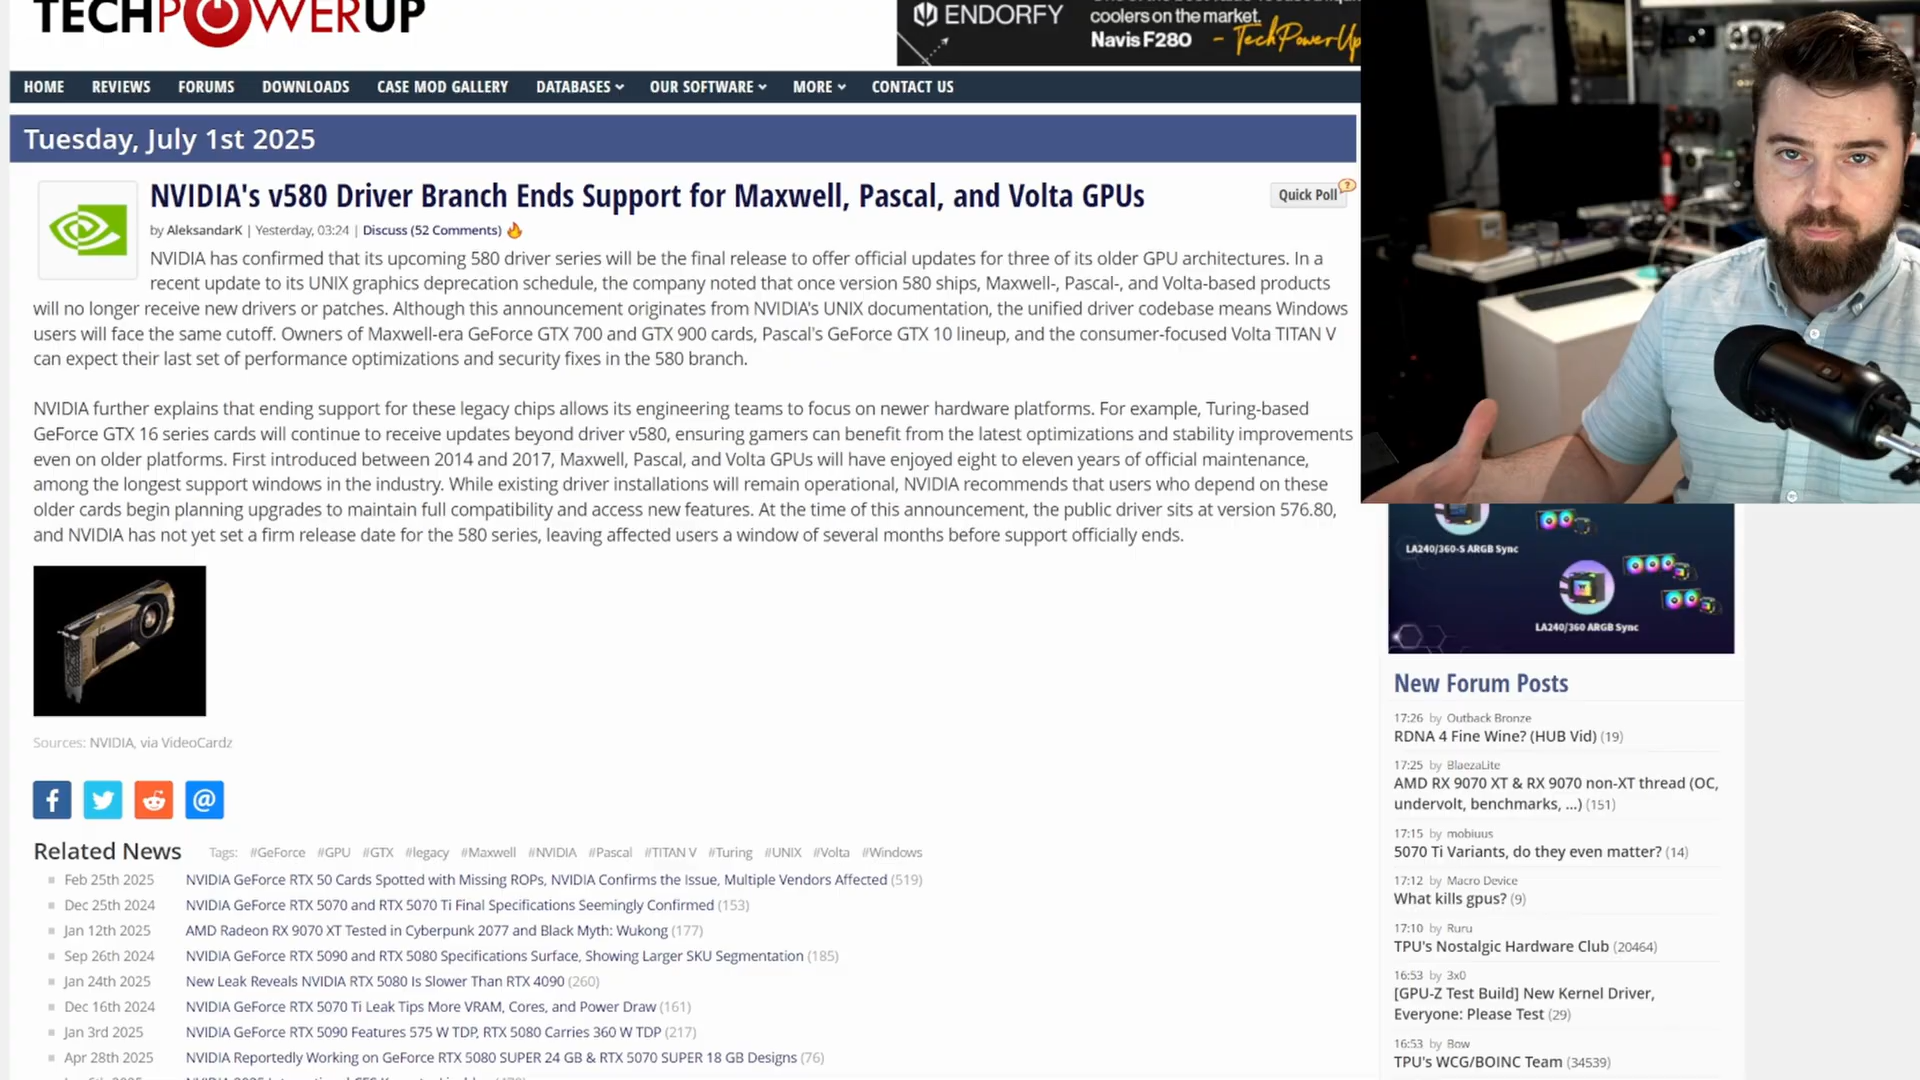 TECHPOWERUP
ENDORFY
coolers on the market.
Navis F280 - TechPowerUp
HOME REVIEWS FORUMS DOWNLOADS CASE MOD GALLERY DATABASES OUR SOFTWARE MORE CONTACT US
Tuesday, July 1st 2025
NVIDIA's v580 Driver Branch Ends Support for Maxwell, Pascal, and Volta GPUs
Quick Poll ?
by AleksandarK | Yesterday, 03:24 | Discuss (52 Comments)
NVIDIA has confirmed that its upcoming 580 driver series will be the final release to offer official updates for three of its older GPU architectures. In a
recent update to its UNIX graphics deprecation schedule, the company noted that once version 580 ships, Maxwell-, Pascal-, and Volta-based products
will no longer receive new drivers or patches. Although this announcement originates from NVIDIA's UNIX documentation, the unified driver codebase means Windows
users will face the same cutoff. Owners of Maxwell-era GeForce GTX 700 and GTX 900 cards, Pascal's GeForce GTX 10 lineup, and the consumer-focused Volta TITAN V
can expect their last set of performance optimizations and security fixes in the 580 branch.
NVIDIA further explains that ending support for these legacy chips allows its engineering teams to focus on newer hardware platforms. For example, Turing-based
GeForce GTX 16 series cards will continue to receive updates beyond driver v580, ensuring gamers can benefit from the latest optimizations and stability improvements
even on older platforms. First introduced between 2014 and 2017, Maxwell, Pascal, and Volta GPUs will have enjoyed eight to eleven years of official maintenance,
among the longest support windows in the industry. While existing driver installations will remain operational, NVIDIA recommends that users who depend on these
older cards begin planning upgrades to maintain full compatibility and access new features. At the time of this announcement, the public driver sits at version 576.80,
and NVIDIA has not yet set a firm release date for the 580 series, leaving affected users a window of several months before support officially ends.
Sources: NVIDIA, via VideoCardz
Related News Tags: #GeForce #GPU #GTX #legacy #Maxwell #NVIDIA #Pascal #TITAN V #Turing #UNIX #Volta #Windows
Feb 25th 2025 NVIDIA GeForce RTX 50 Cards Spotted with Missing ROPs, NVIDIA Confirms the Issue, Multiple Vendors Affected (519)
Dec 25th 2024 NVIDIA GeForce RTX 5070 and RTX 5070 Ti Final Specifications Seemingly Confirmed (153)
Jan 12th 2025 AMD Radeon RX 9070 XT Tested in Cyberpunk 2077 and Black Myth: Wukong (177)
Sep 26th 2024 NVIDIA GeForce RTX 5090 and RTX 5080 Specifications Surface, Showing Larger SKU Segmentation (185)
Jan 24th 2025 New Leak Reveals NVIDIA RTX 5080 Is Slower Than RTX 4090 (260)
Dec 16th 2024 NVIDIA GeForce RTX 5070 Ti Leak Tips More VRAM, Cores, and Power Draw (161)
Jan 3rd 2025 NVIDIA GeForce RTX 5090 Features 575 W TDP, RTX 5080 Carries 360 W TDP (217)
Apr 28th 2025 NVIDIA Reportedly Working on GeForce RTX 5080 SUPER 24 GB & RTX 5070 SUPER 18 GB Designs (76)
LA240/360-S ARGB Sync
LA240/360 ARGB Sync
New Forum Posts
17:26 by Outback Bronze
RDNA 4 Fine Wine? (HUB Vid) (19)
17:25 by BlaezaLite
AMD RX 9070 XT & RX 9070 non-XT thread (OC,
undervolt, benchmarks, ...) (151)
17:15 by mobiuus
5070 Ti Variants, do they even matter? (14)
17:12 by Macro Device
What kills gpus? (9)
17:10 by Ruru
TPU's Nostalgic Hardware Club (20464)
16:53 by 3x0
[GPU-Z Test Build] New Kernel Driver,
Everyone: Please Test (29)
16:53 by Bow
TPU's WCG/BOINC Team (34539)